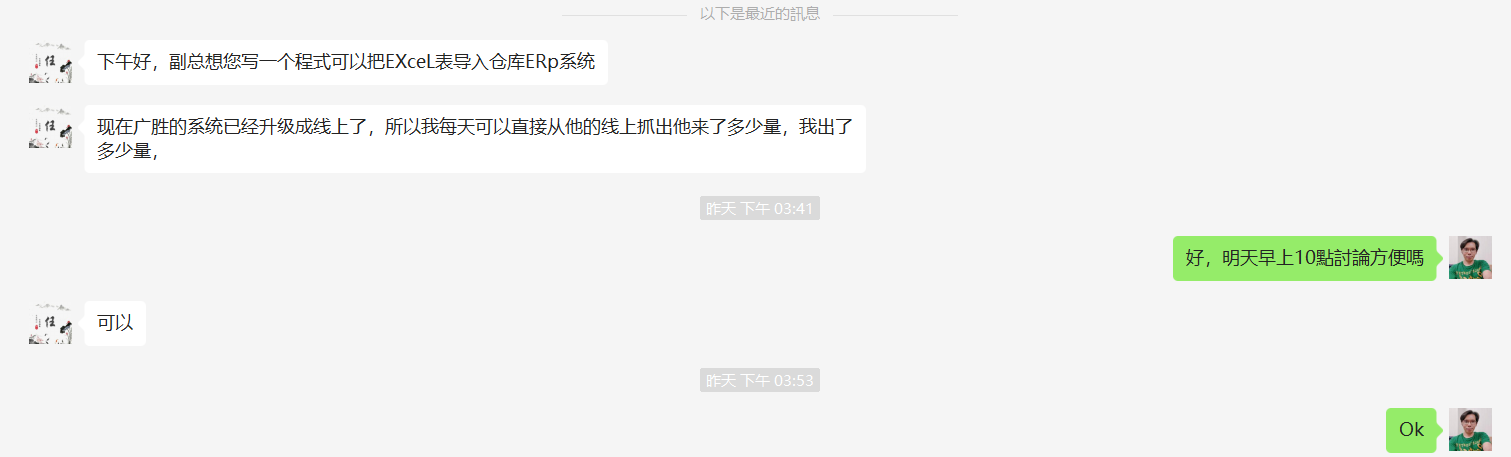 以下是最近的訊息
任
下午好，副总想您写一个程式可以把EXceL表导入仓库ERp系统
任
现在广胜的系统已经升级成线上了，所以我每天可以直接从他的线上抓出他来了多少量，我出了
多少量，
昨天 下午 03:41
好，明天早上10點討論方便嗎
任
可以
昨天 下午 03:53
Ok